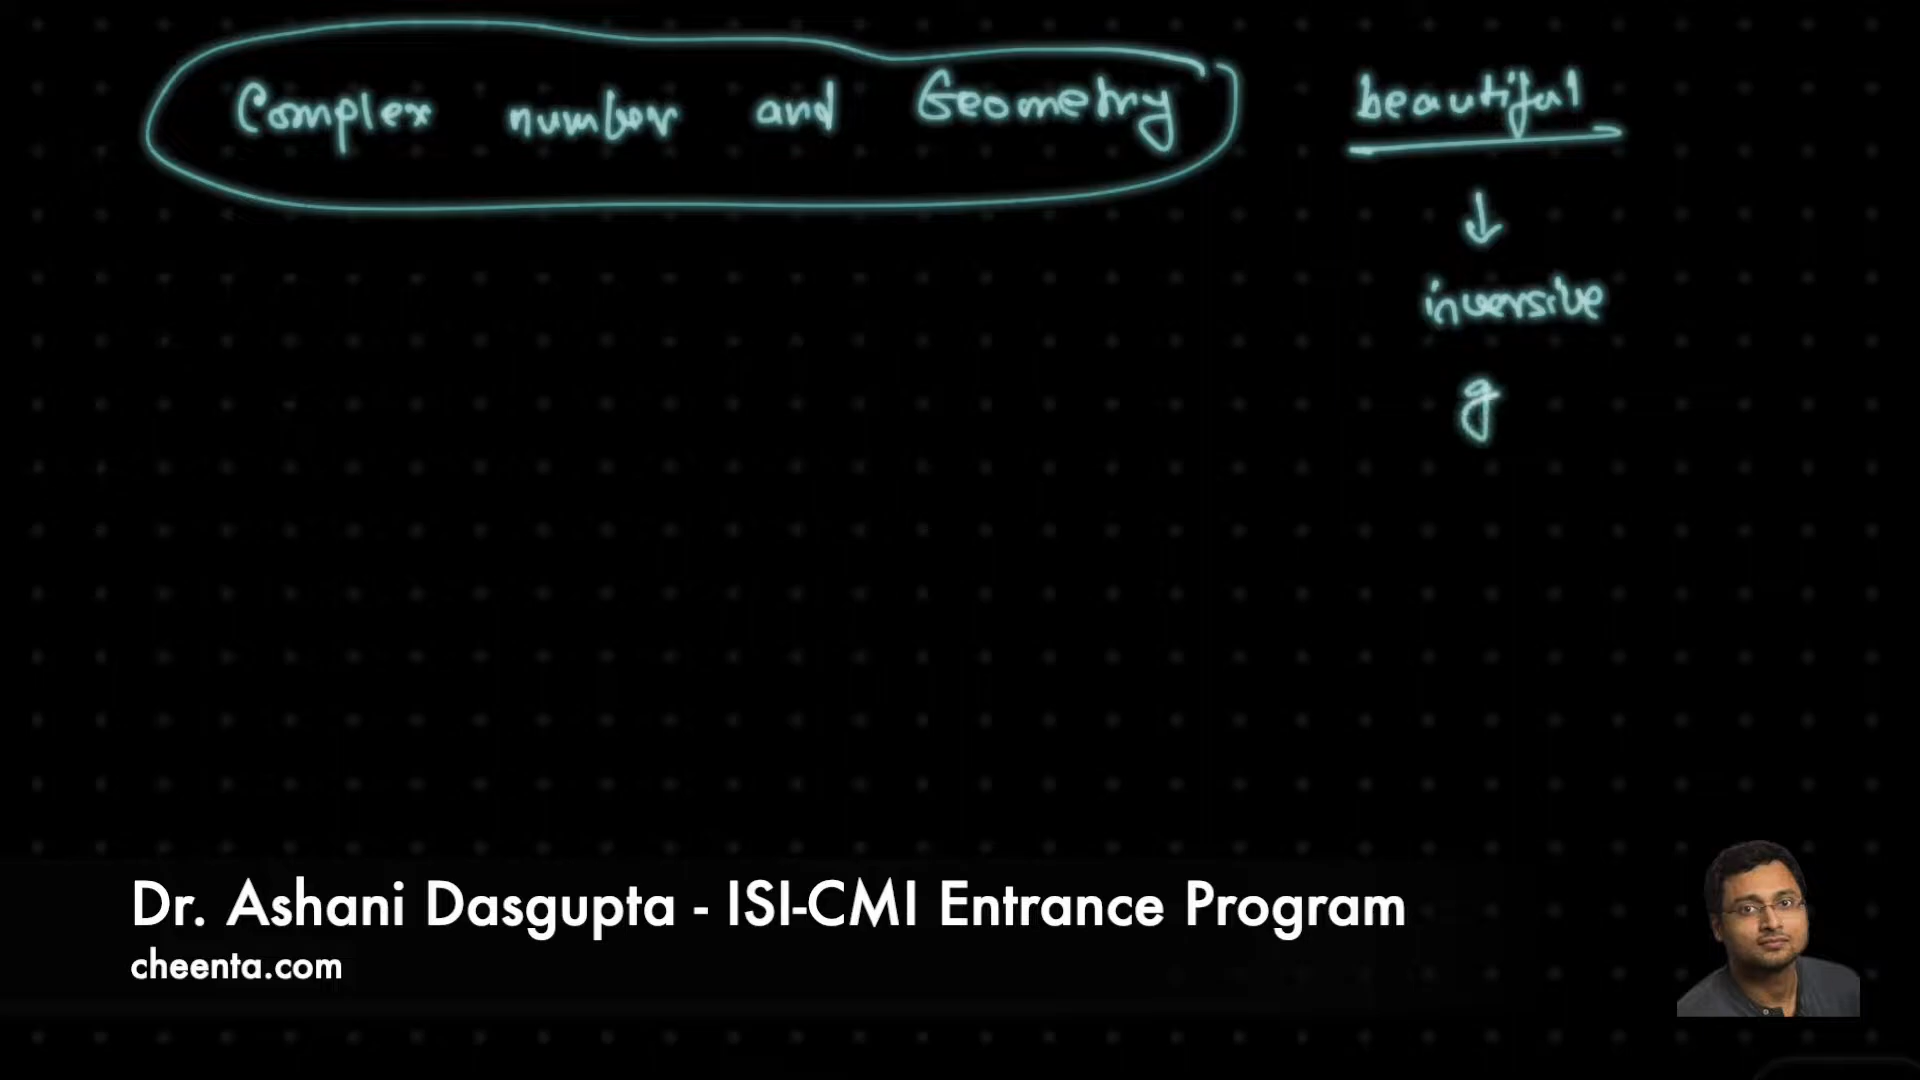 Complex number and Geometry
beautiful
↓
inversive
g
Dr. Ashani Dasgupta - ISI-CMI Entrance Program
cheenta.com